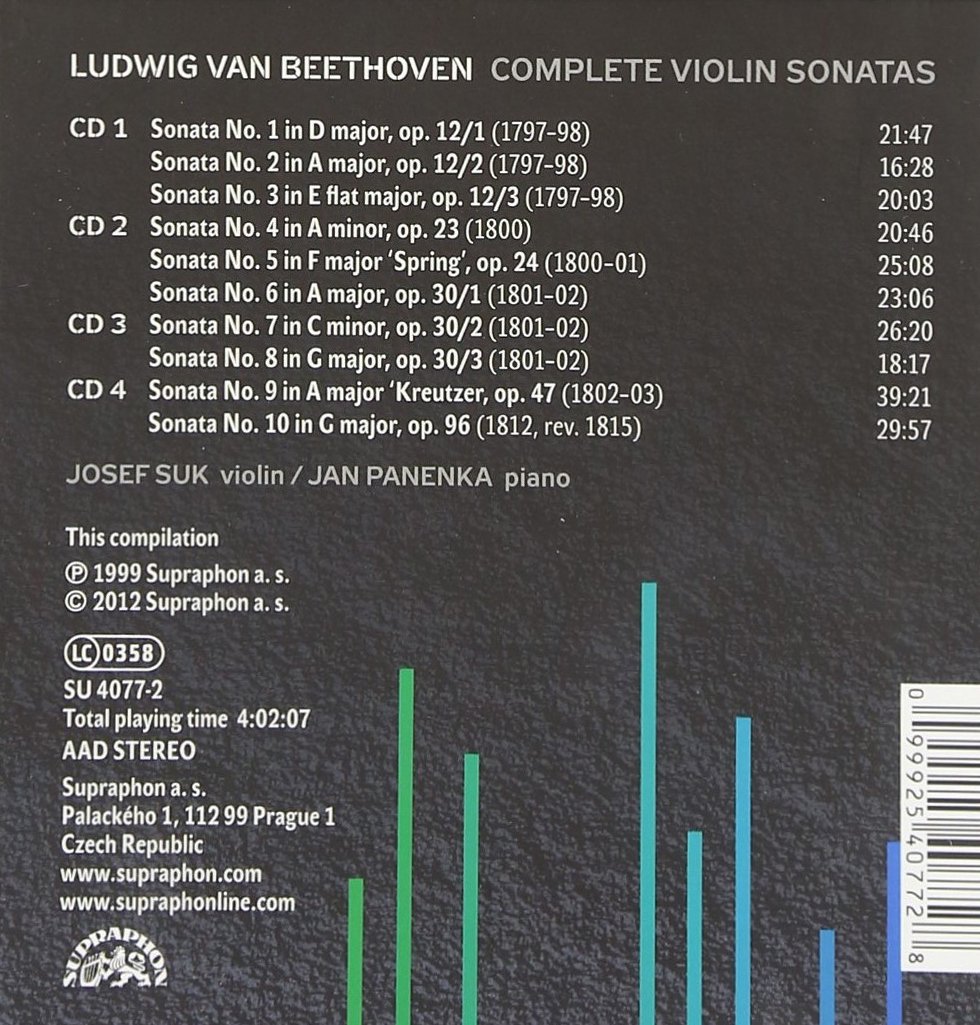 LUDWIG VAN BEETHOVEN COMPLETE VIOLIN SONATAS
CD 1 Sonata No. 1 in D major, op. 12/1 (1797–98) 21:47
Sonata No. 2 in A major, op. 12/2 (1797–98) 16:28
Sonata No. 3 in E flat major, op. 12/3 (1797–98) 20:03
CD 2 Sonata No. 4 in A minor, op. 23 (1800) 20:46
Sonata No. 5 in F major ‘Spring’, op. 24 (1800–01) 25:08
Sonata No. 6 in A major, op. 30/1 (1801–02) 23:06
CD 3 Sonata No. 7 in C minor, op. 30/2 (1801–02) 26:20
Sonata No. 8 in G major, op. 30/3 (1801–02) 18:17
CD 4 Sonata No. 9 in A major ‘Kreutzer, op. 47 (1802–03) 39:21
Sonata No. 10 in G major, op. 96 (1812, rev. 1815) 29:57
JOSEF SUK violin / JAN PANENKA piano
This compilation
℗ 1999 Supraphon a. s.
© 2012 Supraphon a. s.
LC 0358
SU 4077-2
Total playing time 4:02:07
AAD STEREO
Supraphon a. s.
Palackého 1, 112 99 Prague 1
Czech Republic
www.supraphon.com
www.supraphonline.com
SUPRAPHON
0 99925 40772 8